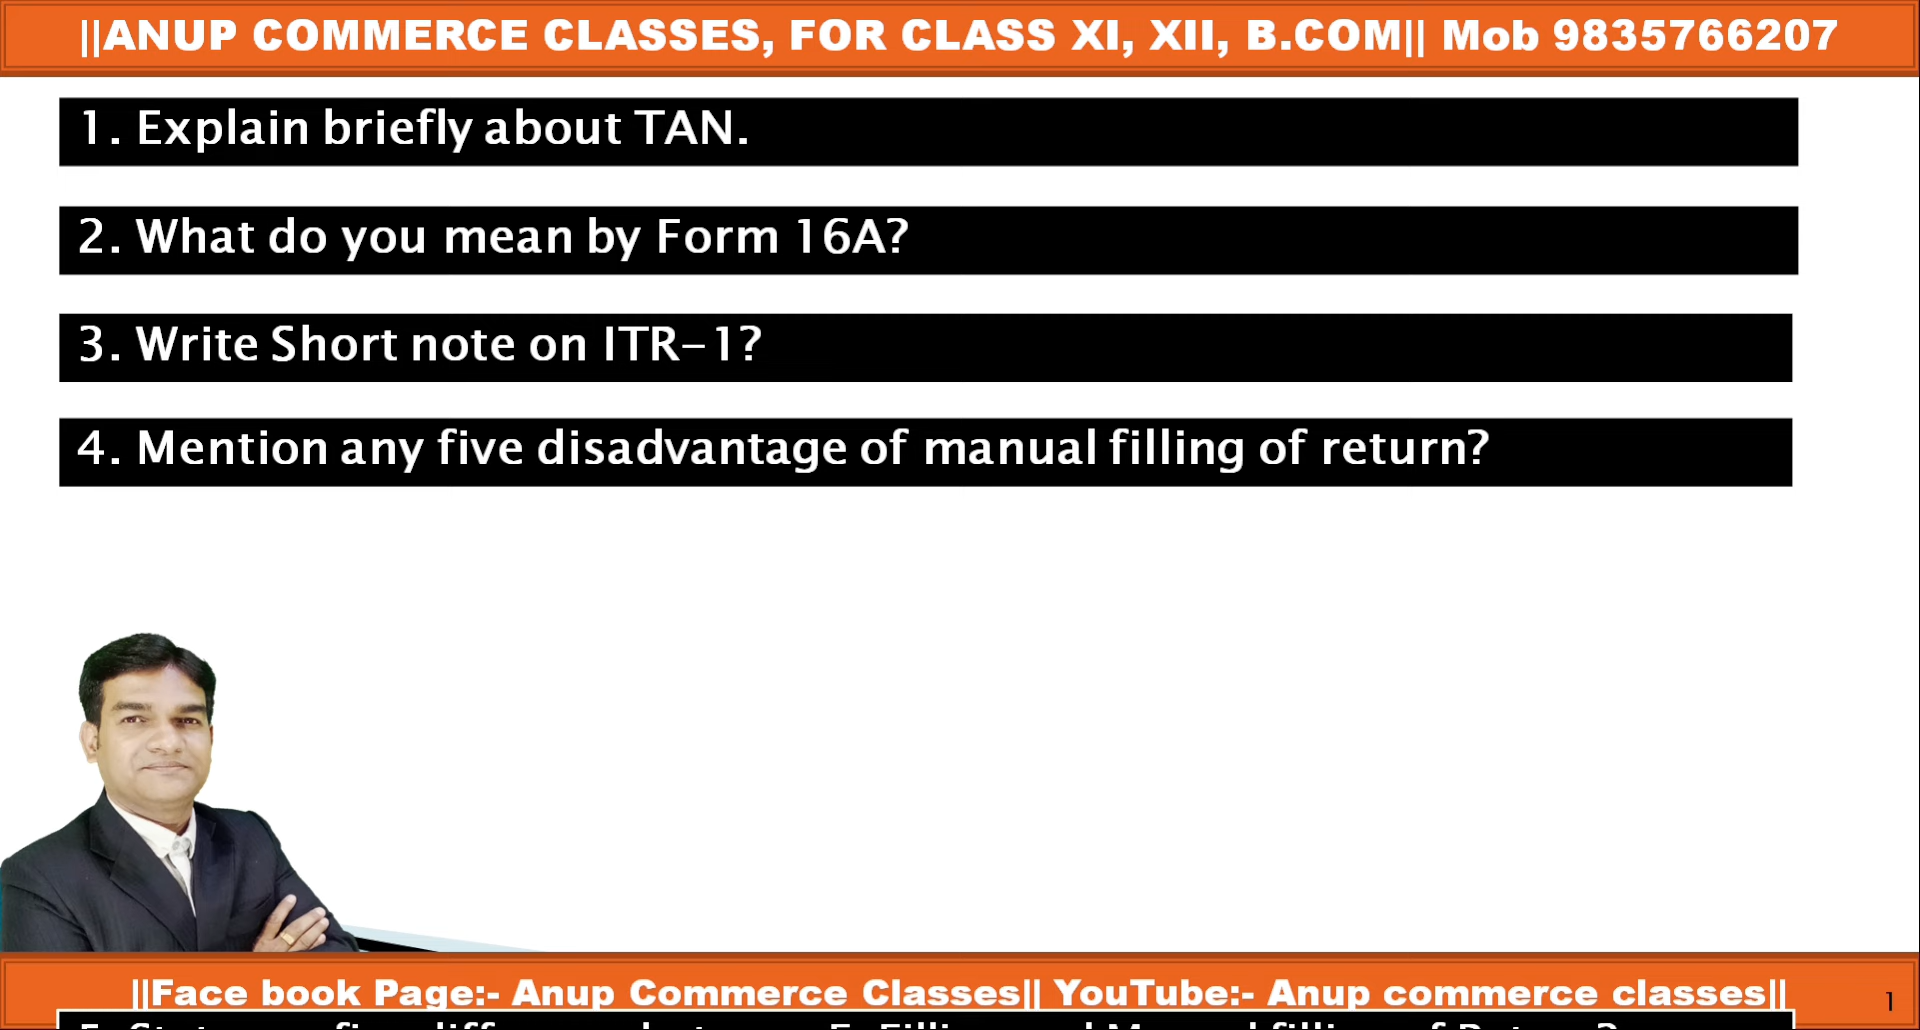 ||ANUP COMMERCE CLASSES, FOR CLASS XI, XII, B.COM|| Mob 9835766207
1. Explain briefly about TAN.
2. What do you mean by Form 16A?
3. Write Short note on ITR-1?
4. Mention any five disadvantage of manual filling of return?
||Face book Page:- Anup Commerce Classes|| YouTube:- Anup commerce classes||
1